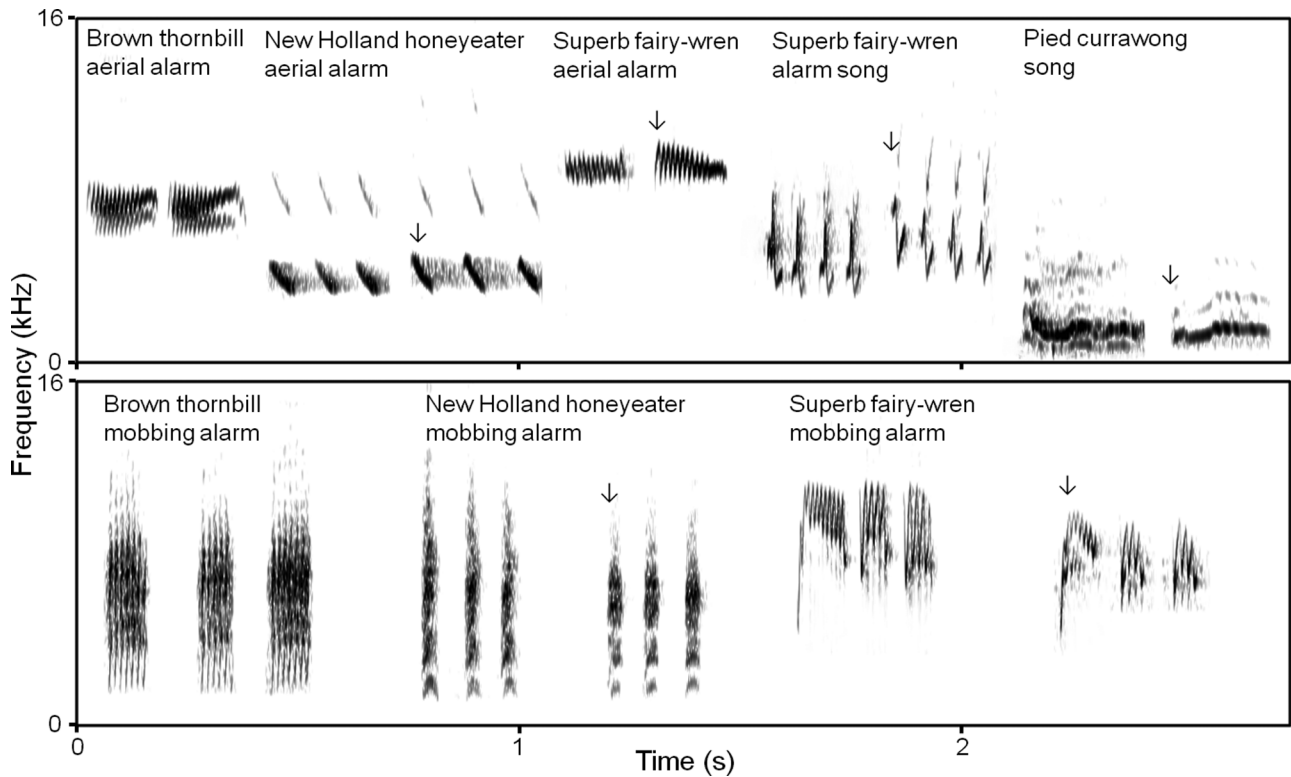 16
Brown thornbill
aerial alarm
New Holland honeyeater
aerial alarm
Superb fairy-wren
aerial alarm
Superb fairy-wren
alarm song
Pied currawong
song
0
16
Brown thornbill
mobbing alarm
New Holland honeyeater
mobbing alarm
Superb fairy-wren
mobbing alarm
0
Frequency (kHz)
0
1
2
Time (s)